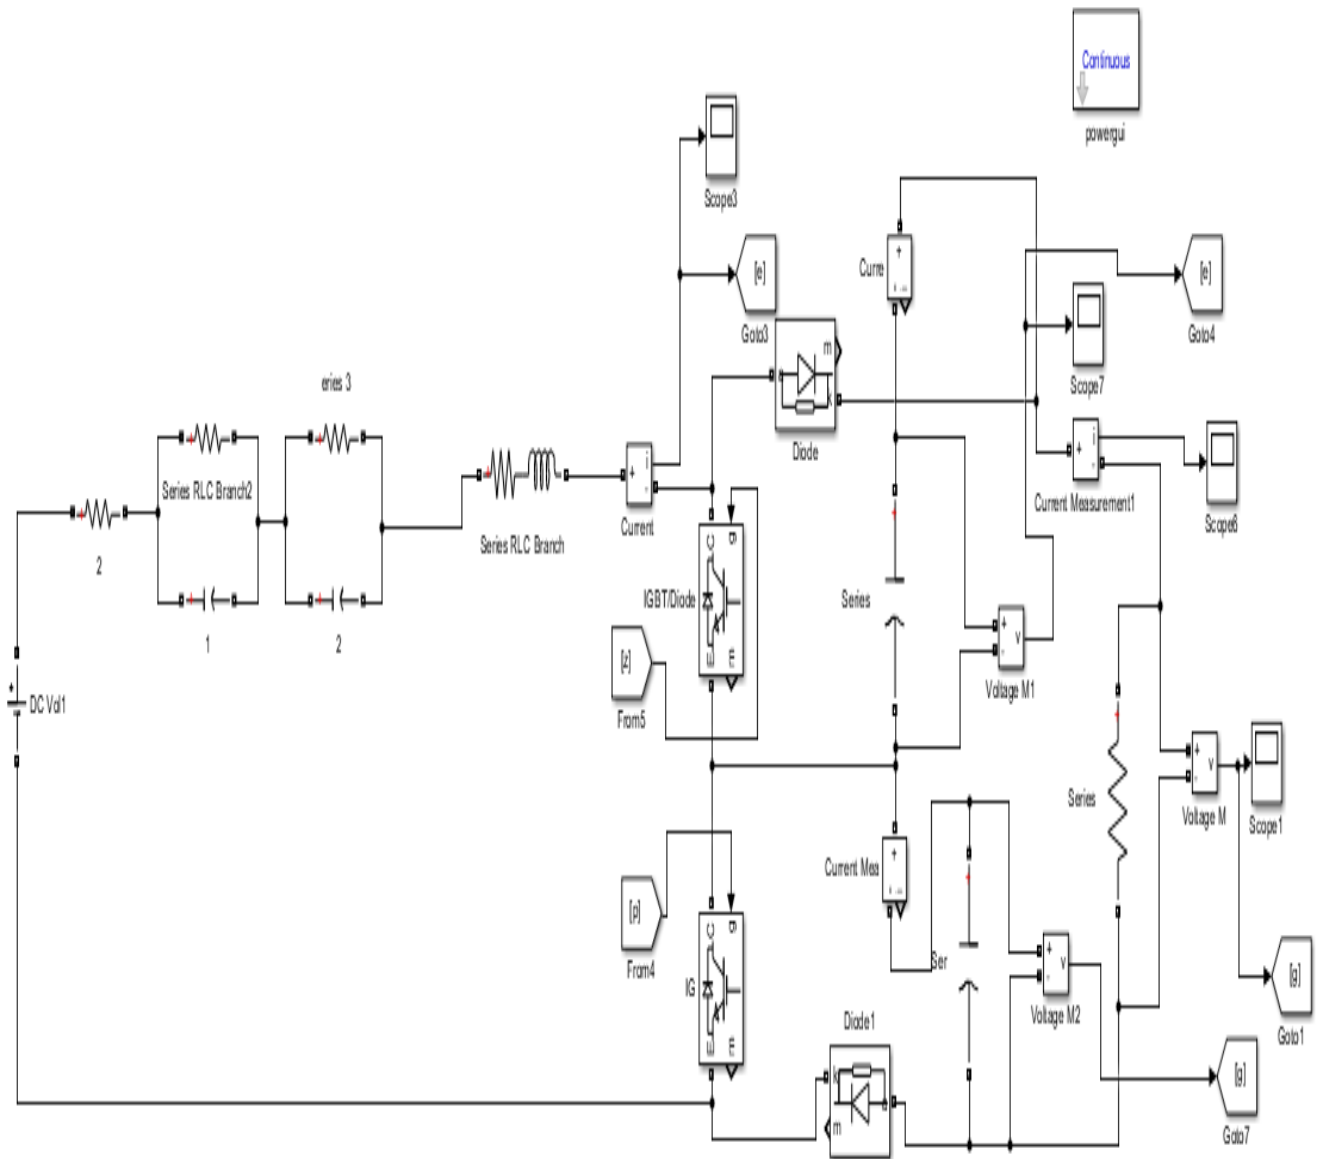 Continuous
powergui
Scope3
[e]
Goto3
Curre
+
i
[e]
Goto4
Scope7
m
k
Diode
eries 3
Series RLC Branch2
2
1
2
Series RLC Branch
i
-
+
Current
+
i
-
Current Measurement1
Scope6
C
g
IGBT/Diode
E
m
[z]
From5
Series
+
-
v
Voltage M1
DC Vol1
+
Series
+
-
v
Voltage M
Scope1
+
i
Current Mea
[p]
From4
C
g
IG
E
m
Ser
+
-
v
Voltage M2
[g]
Goto1
Diode1
k
m
[g]
Goto7